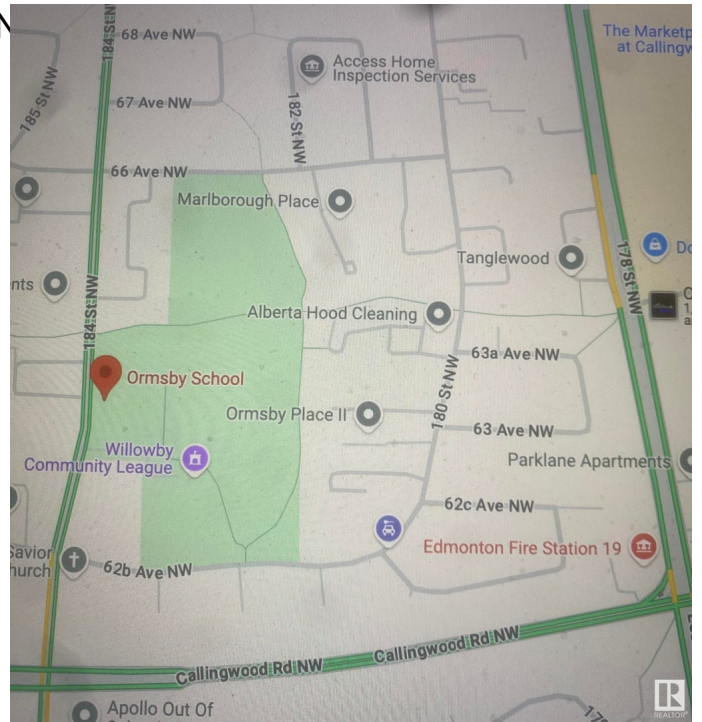 N
184 St N
68 Ave NW
The Marketp
at Callingw
Access Home
Inspection Services
185 St NW
67 Ave NW
182 St NW
66 Ave NW
Marlborough Place
178 St NW
Tanglewood
Do
nts
184 St NW
Alberta Hood Cleaning
C
1
a
63a Ave NW
Ormsby School
180 St NW
Ormsby Place II
63 Ave NW
Willowby
Community League
Parklane Apartments
62c Ave NW
Edmonton Fire Station 19
Savior
hurch
62b Ave NW
Callingwood Rd NW
Callingwood Rd NW
Apollo Out Of
R
REALTOR®